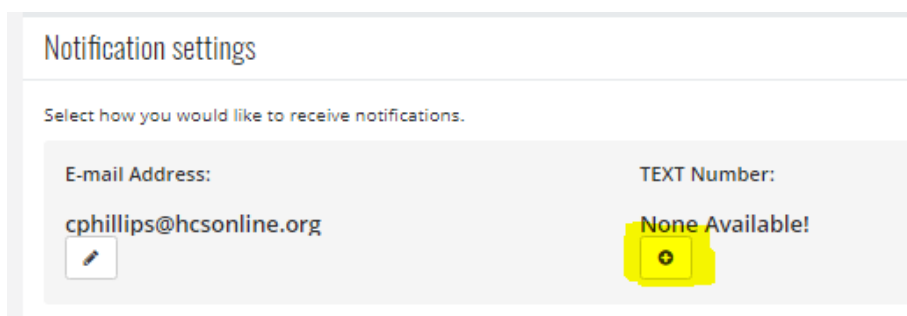 Notification settings
Select how you would like to receive notifications.
E-mail Address:
TEXT Number:
cphillips@hcsonline.org
None Available!